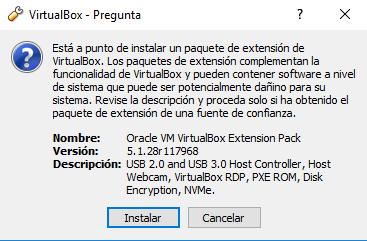 VirtualBox - Pregunta
Está a punto de instalar un paquete de extensión de
VirtualBox. Los paquetes de extensión complementan la
funcionalidad de VirtualBox y pueden contener software a nivel
de sistema que puede ser potencialmente dañino para su
sistema. Revise la descripción y proceda solo si ha obtenido el
paquete de extensión de una fuente de confianza.
Nombre: Oracle VM VirtualBox Extension Pack
Versión: 5.1.28r117968
Descripción: USB 2.0 and USB 3.0 Host Controller, Host
Webcam, VirtualBox RDP, PXE ROM, Disk
Encryption, NVMe.
Instalar Cancelar